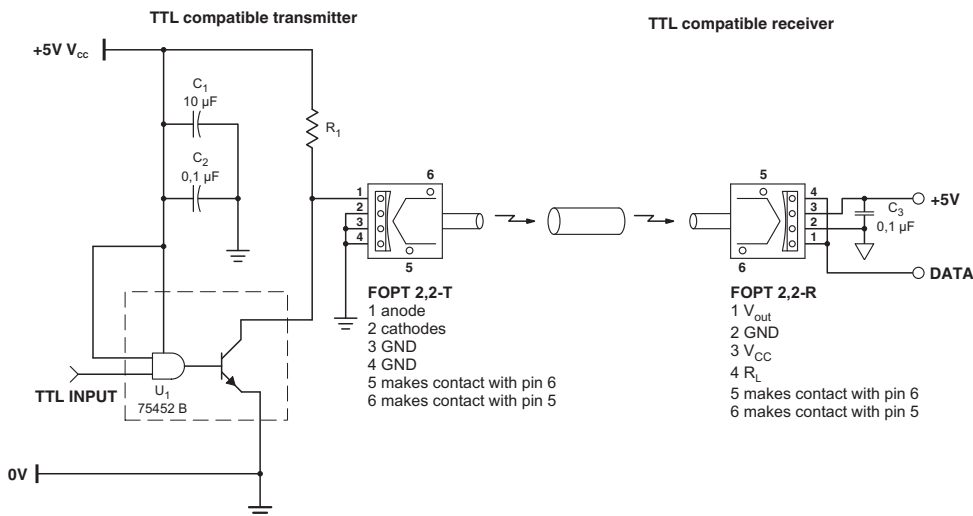 TTL compatible transmitter
TTL compatible receiver
+5V Vcc
C1
10 µF
R1
C2
0,1 µF
6
1
2
3
4
5
5
4
3
2
1
6
+5V
C3
0,1 µF
DATA
FOPT 2,2-T
1 anode
2 cathodes
3 GND
4 GND
5 makes contact with pin 6
6 makes contact with pin 5
FOPT 2,2-R
1 Vout
2 GND
3 VCC
4 RL
5 makes contact with pin 6
6 makes contact with pin 5
TTL INPUT
U1
75452 B
0V